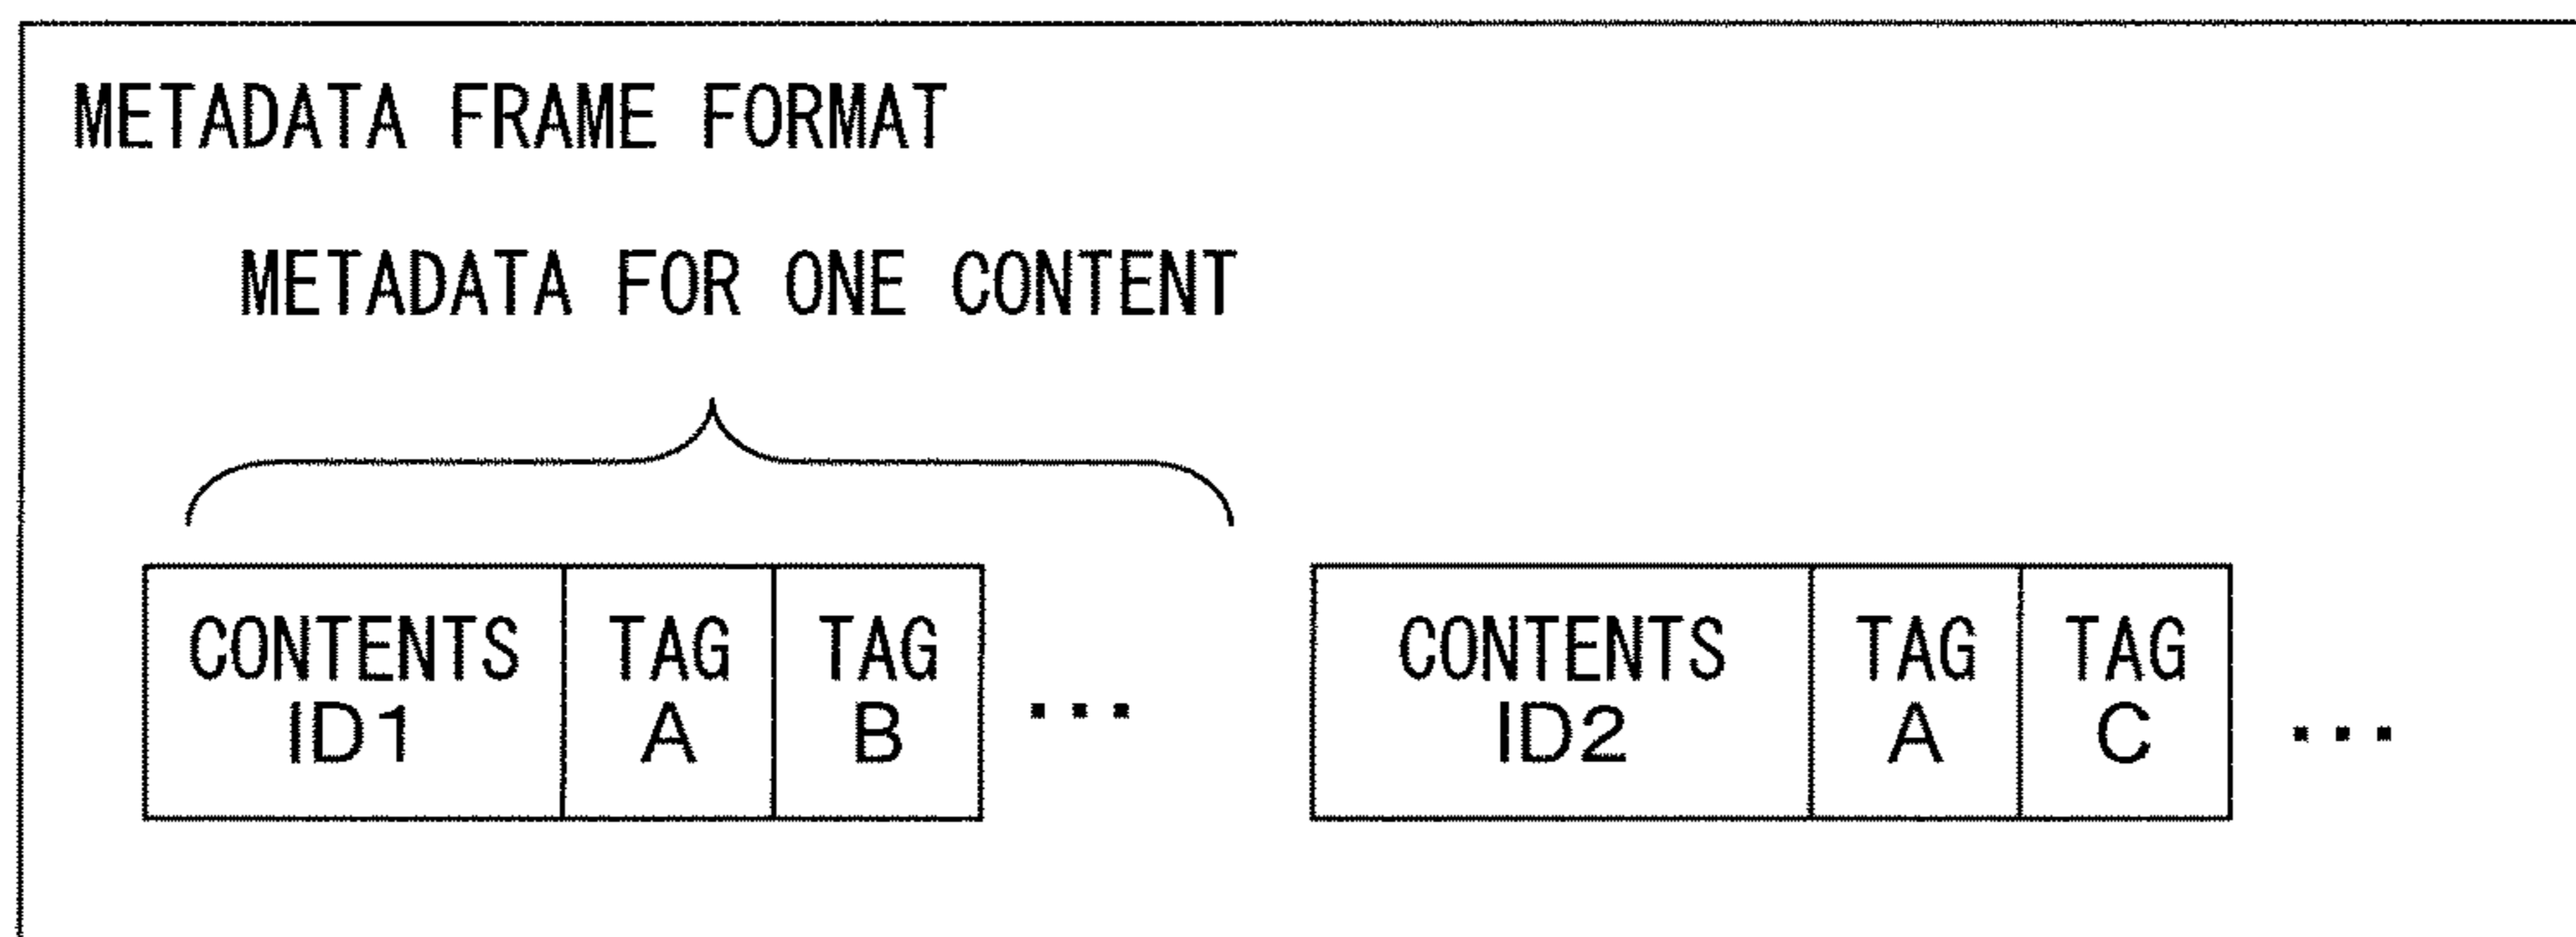 METADATA FRAME FORMAT
METADATA FOR ONE CONTENT
CONTENTS TAG TAG ... CONTENTS TAG TAG ...
ID1 A B ID2 A C